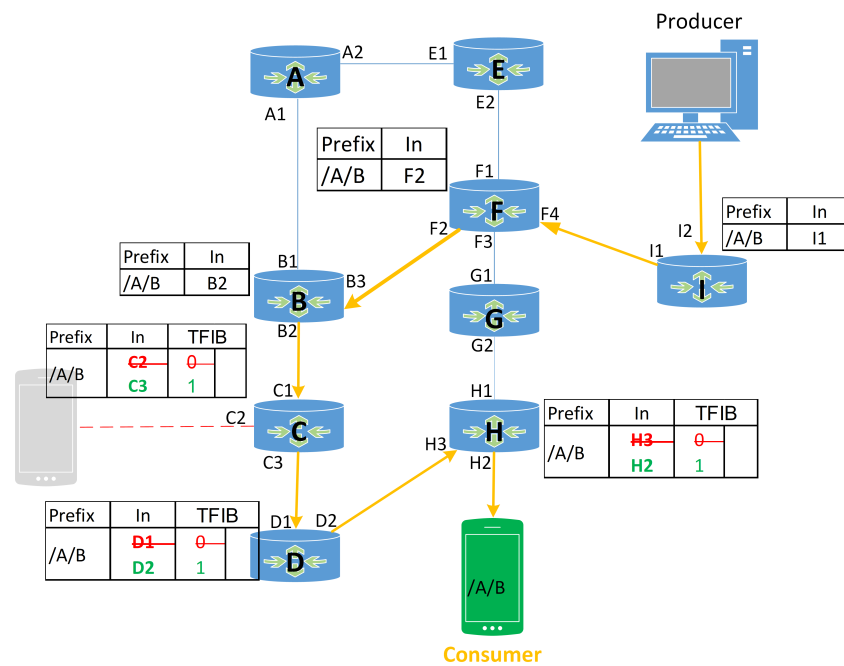 Producer
A2
E1
A
E
A1
E2
Prefix In
/A/B F2
F1
F
F2
F4
F3
Prefix In
/A/B I1
I2
I1
I
Prefix In
/A/B B2
B1
B3
B
B2
G1
G
G2
Prefix In TFIB
/A/B
C2 0
C3 1
C1
C2
C
C3
H1
H3
H
H2
Prefix In TFIB
/A/B
H3 0
H2 1
Prefix In TFIB
/A/B
D1 0
D2 1
D1
D2
D
/A/B
Consumer